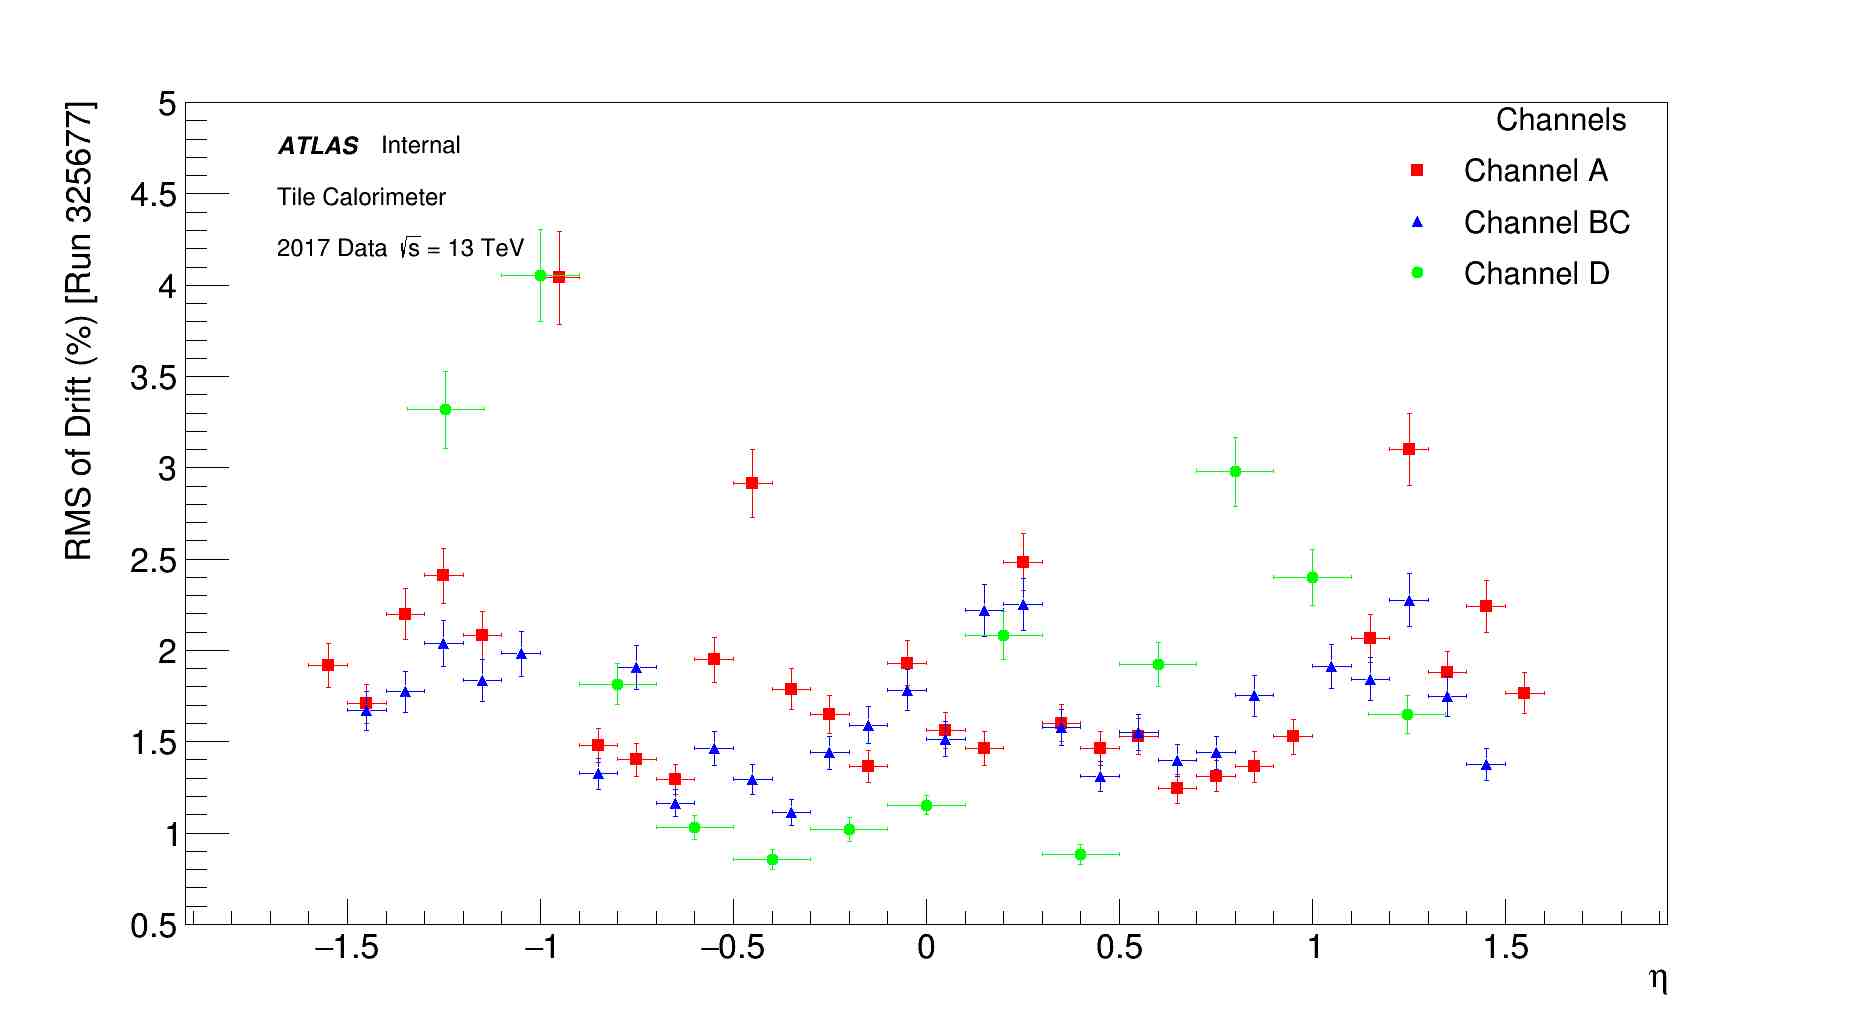 RMS of Drift (%) [Run 325677]
5
4.5
4
3.5
3
2.5
2
1.5
1
0.5
ATLAS Internal
Tile Calorimeter
2017 Data √s = 13 TeV
Channels
Channel A
Channel BC
Channel D
−1.5 −1 −0.5 0 0.5 1 1.5
η